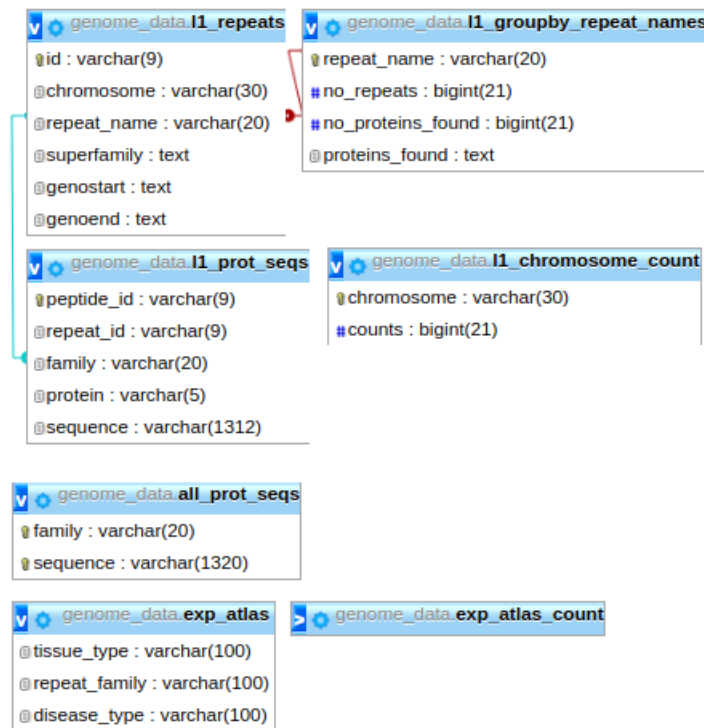 genome_data.l1_repeats
id : varchar(9)
chromosome : varchar(30)
repeat_name : varchar(20)
superfamily : text
genostart : text
genoend : text
genome_data.l1_groupby_repeat_names
repeat_name : varchar(20)
no_repeats : bigint(21)
no_proteins_found : bigint(21)
proteins_found : text
genome_data.l1_prot_seqs
peptide_id : varchar(9)
repeat_id : varchar(9)
family : varchar(20)
protein : varchar(5)
sequence : varchar(1312)
genome_data.l1_chromosome_count
chromosome : varchar(30)
counts : bigint(21)
genome_data.all_prot_seqs
family : varchar(20)
sequence : varchar(1320)
genome_data.exp_atlas
tissue_type : varchar(100)
repeat_family : varchar(100)
disease_type : varchar(100)
genome_data.exp_atlas_count